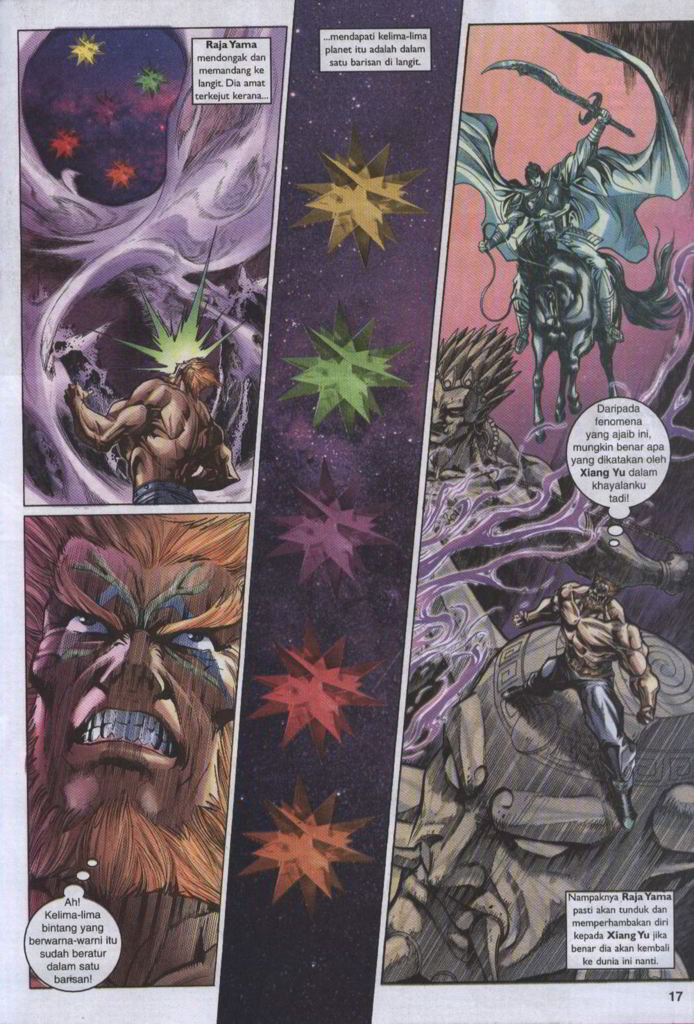 Raja Yama
mendongak dan
memandang ke
langit. Dia amat
terkejut kerana...
...mendapati kelima-lima
planet itu adalah dalam
satu barisan di langit.
Ah!
Kelima-lima
bintang yang
berwarna-warni itu
sudah beratur
dalam satu
barisan!
Daripada
fenomena
yang ajaib ini,
mungkin benar apa
yang dikatakan oleh
Xiang Yu dalam
khayalanku
tadi!
Nampaknya Raja Yama
pasti akan tunduk dan
memperhambakan diri
kepada Xiang Yu jika
benar dia akan kembali
ke dunia ini nanti.
17